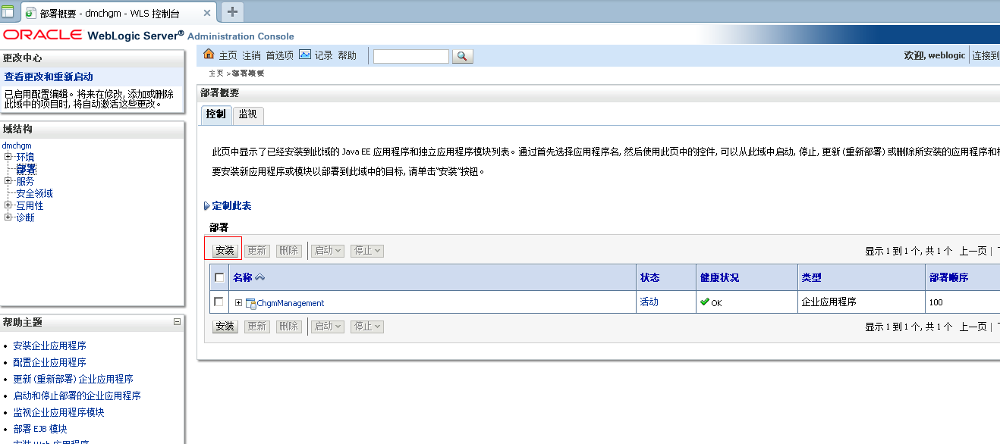 部署概要 - dmchgm - WLS 控制台
ORACLE WebLogic Server® Administration Console
更改中心
查看更改和重新启动
已启用配置编辑。将来在修改, 添加或删除
此域中的项目时, 将自动激活这些更改。
域结构
dmchgm
环境
部署
服务
安全领域
互用性
诊断
帮助主题
安装企业应用程序
配置企业应用程序
更新 (重新部署) 企业应用程序
启动和停止部署的企业应用程序
监视企业应用程序模块
部署 EJB 模块
安装 Web 应用程序
主页 注销 首选项 记录 帮助
欢迎, weblogic 连接到
主页 >部署概要
部署概要
控制 监视
此页中显示了已经安装到此域的 Java EE 应用程序和独立应用程序模块列表。通过首先选择应用程序名, 然后使用此页中的控件, 可以从此域中启动, 停止, 更新 (重新部署) 或删除所安装的应用程序和
要安装新应用程序或模块以部署到此域中的目标, 请单击“安装”按钮。
定制此表
部署
安装 更新 删除 启动 停止 显示 1 到 1 个, 共 1 个 上一页 |
名称 状态 健康状况 类型 部署顺序
ChgmManagement 活动 OK 企业应用程序 100
安装 更新 删除 启动 停止 显示 1 到 1 个, 共 1 个 上一页 |